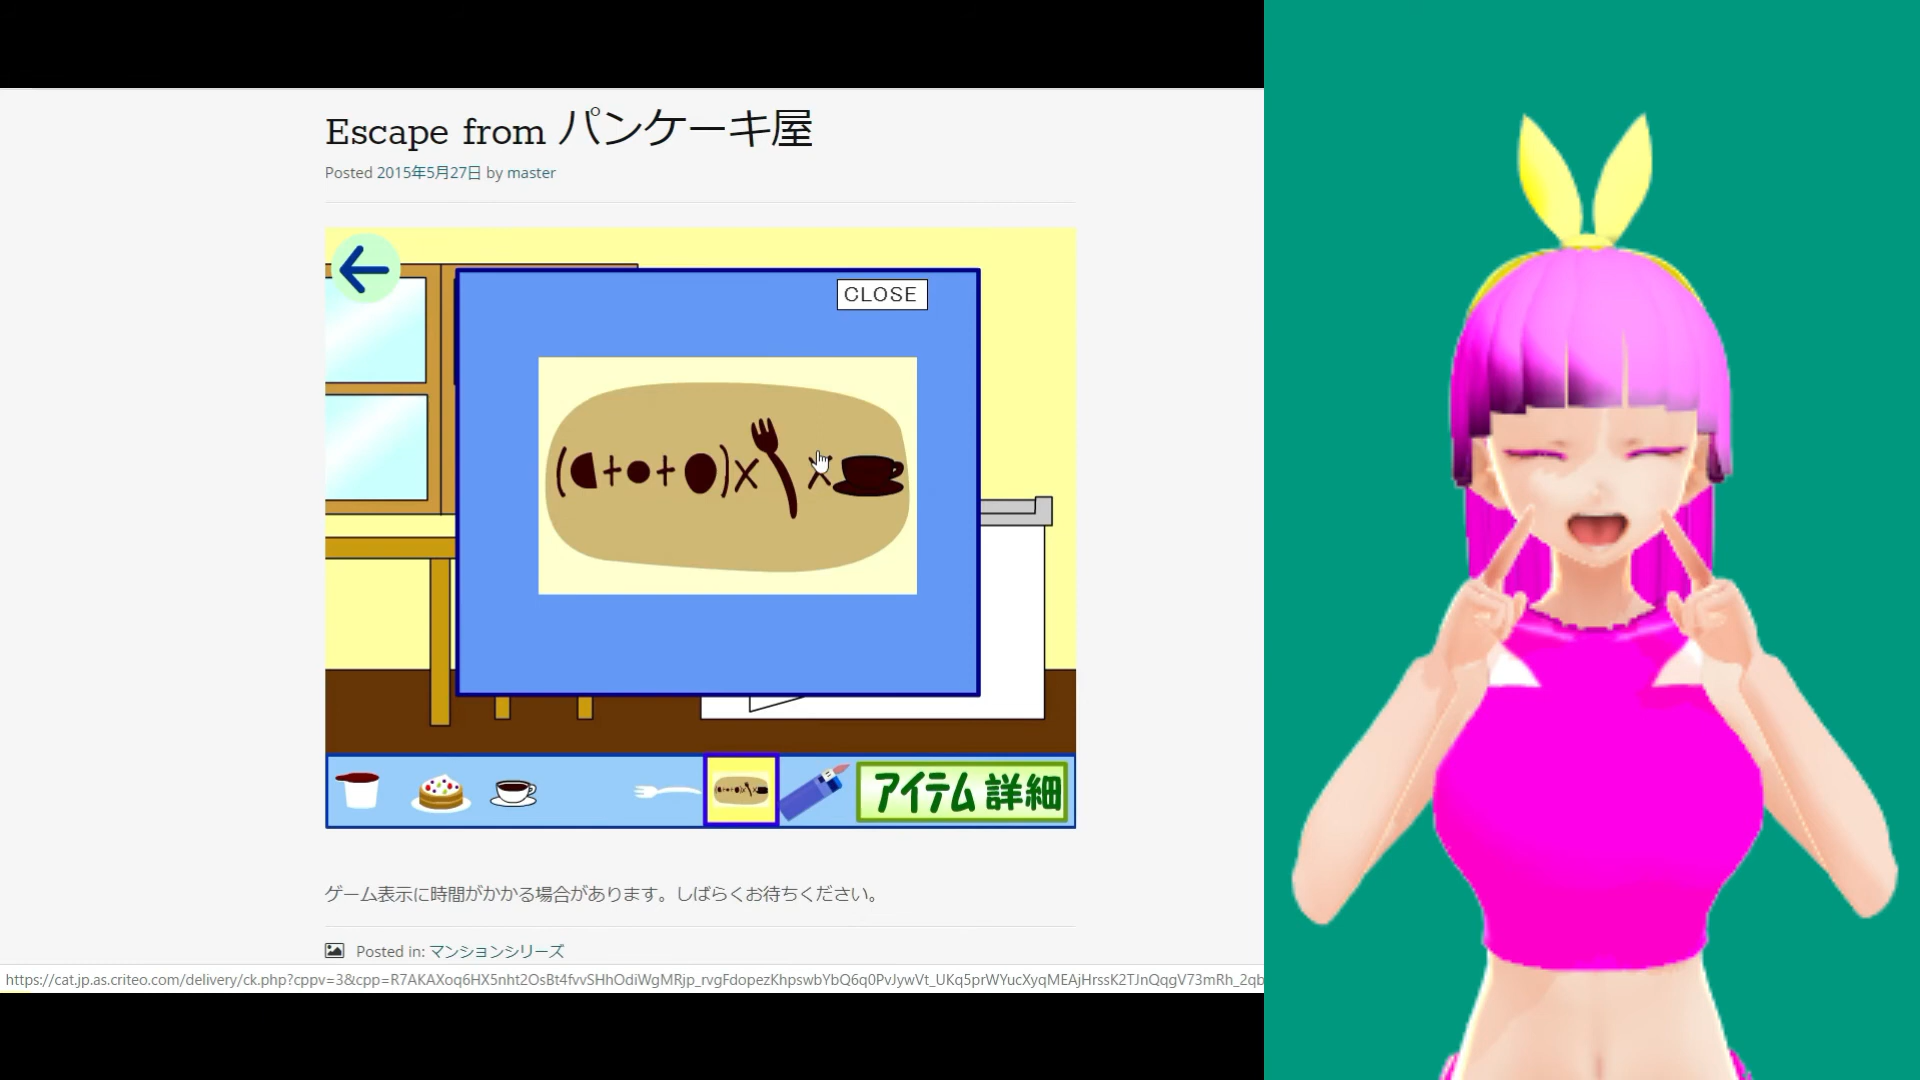 Escape from パンケーキ屋
Posted 2015年5月27日 by master
CLOSE
(++)××
アイテム詳細
ゲーム表示に時間がかかる場合があります。しばらくお待ちください。
Posted in: マンションシリーズ
https://cat.jp.as.criteo.com/delivery/ck.php?cppv=3&cpp=R7AKAXoq6HX5nht2OsBt4fvvSHhOdiWgMRjp_rvgFdopezKhpswbYbQ6q0PvJywVt_UKq5prWYucXyqMEAjHrssK2TJnQqgV73mRh_2qb